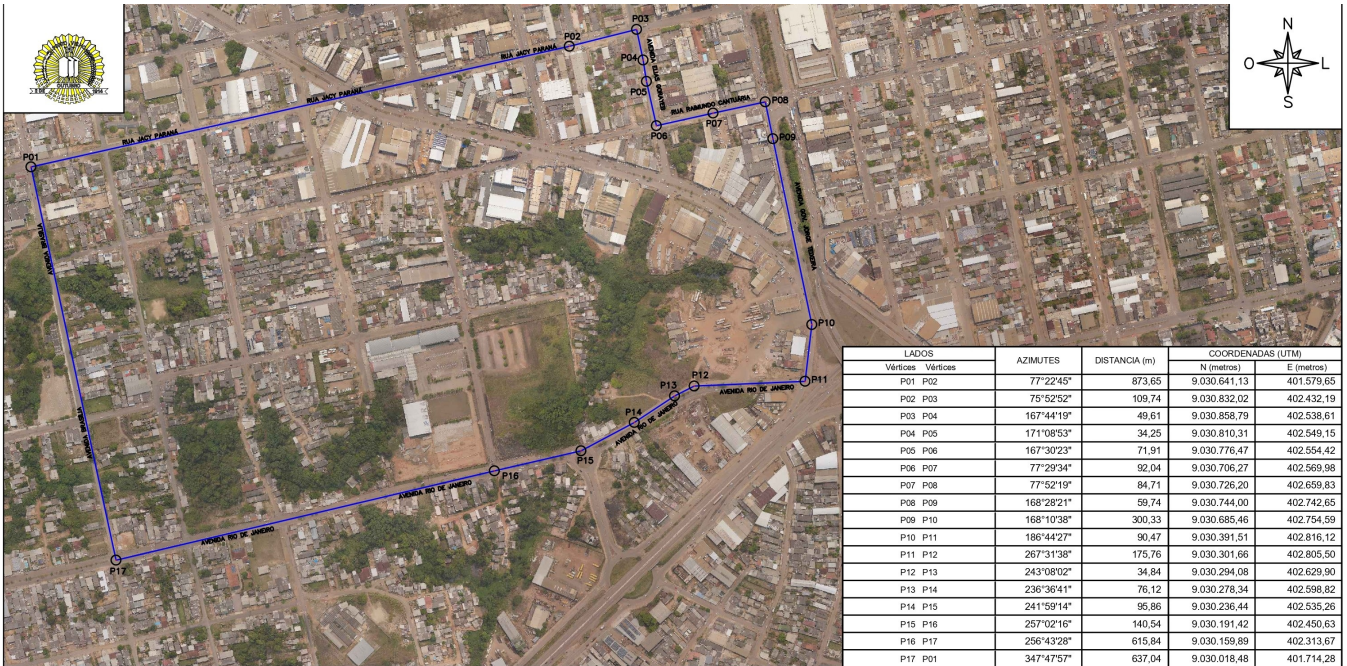 P03
P02
P04
P05
P08
P07
P06
P09
P01
P10
P11
P12
P13
P14
P15
P16
P17
RUA JACY PARANÁ
RUA JACY PARANÁ
RUA JACY PARANÁ
AVENIDA ELIAS GORAYEB
RUA RAIMUNDO CANTUÁRIA
AVENIDA GOV. JORGE TEIXEIRA
AVENIDA BRASÍLIA
AVENIDA BRASÍLIA
AVENIDA RIO DE JANEIRO
AVENIDA RIO DE JANEIRO
AVENIDA RIO DE JANEIRO
AVENIDA RIO DE JANEIRO
N
O L
S
LADOS AZIMUTES DISTANCIA (m) COORDENADAS (UTM)
Vértices Vértices N (metros) E (metros)
P01 P02 77°22'45" 873,65 9.030.641,13 401.579,65
P02 P03 75°52'52" 109,74 9.030.832,02 402.432,19
P03 P04 167°44'19" 49,61 9.030.858,79 402.538,61
P04 P05 171°08'53" 34,25 9.030.810,31 402.549,15
P05 P06 167°30'23" 71,91 9.030.776,47 402.554,42
P06 P07 77°29'34" 92,04 9.030.706,27 402.569,98
P07 P08 77°52'19" 84,71 9.030.726,20 402.659,83
P08 P09 168°28'21" 59,74 9.030.744,00 402.742,65
P09 P10 168°10'38" 300,33 9.030.685,46 402.754,59
P10 P11 186°44'27" 90,47 9.030.391,51 402.816,12
P11 P12 267°31'38" 175,76 9.030.301,66 402.805,50
P12 P13 243°08'02" 34,84 9.030.294,08 402.629,90
P13 P14 236°36'41" 76,12 9.030.278,34 402.598,82
P14 P15 241°59'14" 95,86 9.030.236,44 402.535,26
P15 P16 257°02'16" 140,54 9.030.191,42 402.450,63
P16 P17 256°43'28" 615,84 9.030.159,89 402.313,67
P17 P01 347°47'57" 637,04 9.030.018,48 401.714,28